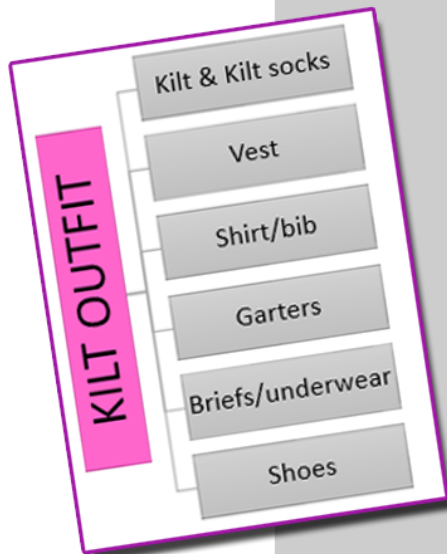 KILT OUTFIT
Kilt & Kilt socks
Vest
Shirt/bib
Garters
Briefs/underwear
Shoes